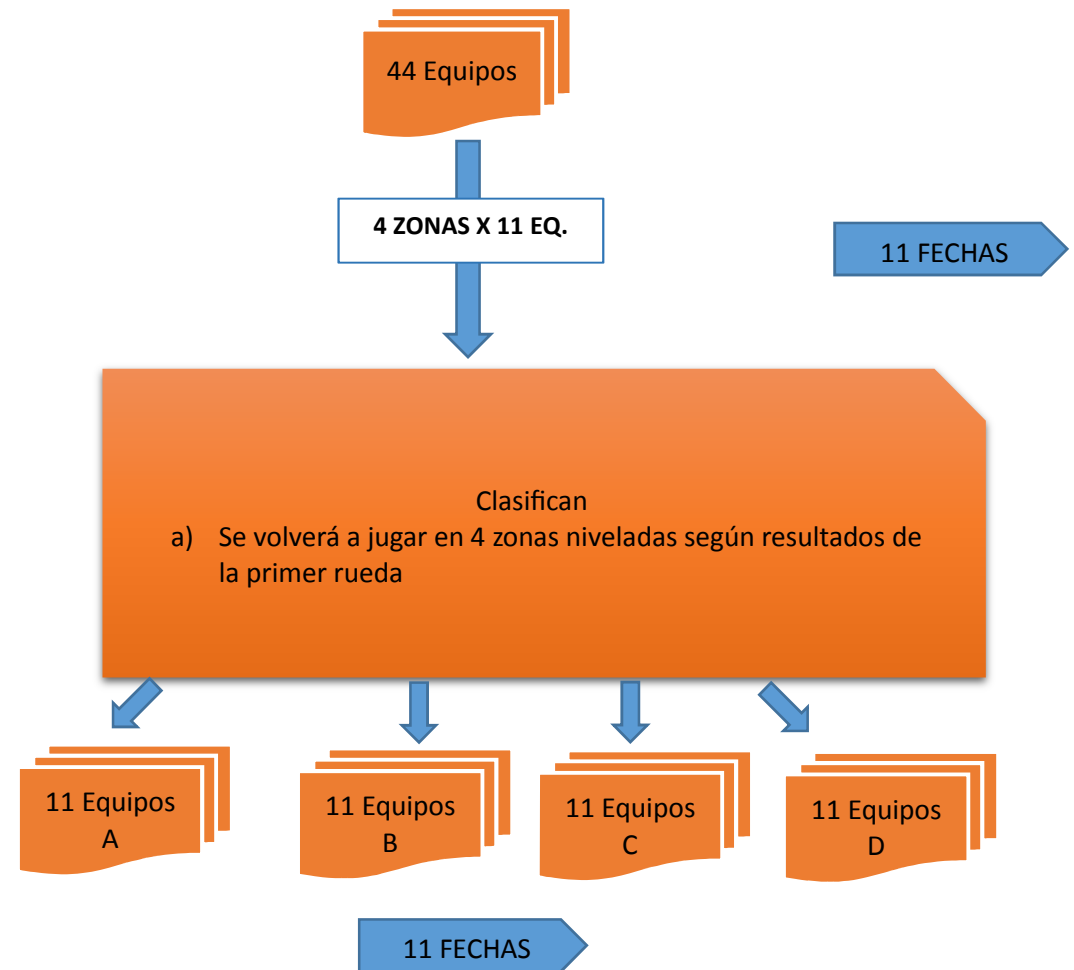 44 Equipos
4 ZONAS X 11 EQ.
11 FECHAS
Clasifican
a) Se volverá a jugar en 4 zonas niveladas según resultados de
la primer rueda
11 Equipos
A
11 Equipos
B
11 Equipos
C
11 Equipos
D
11 FECHAS